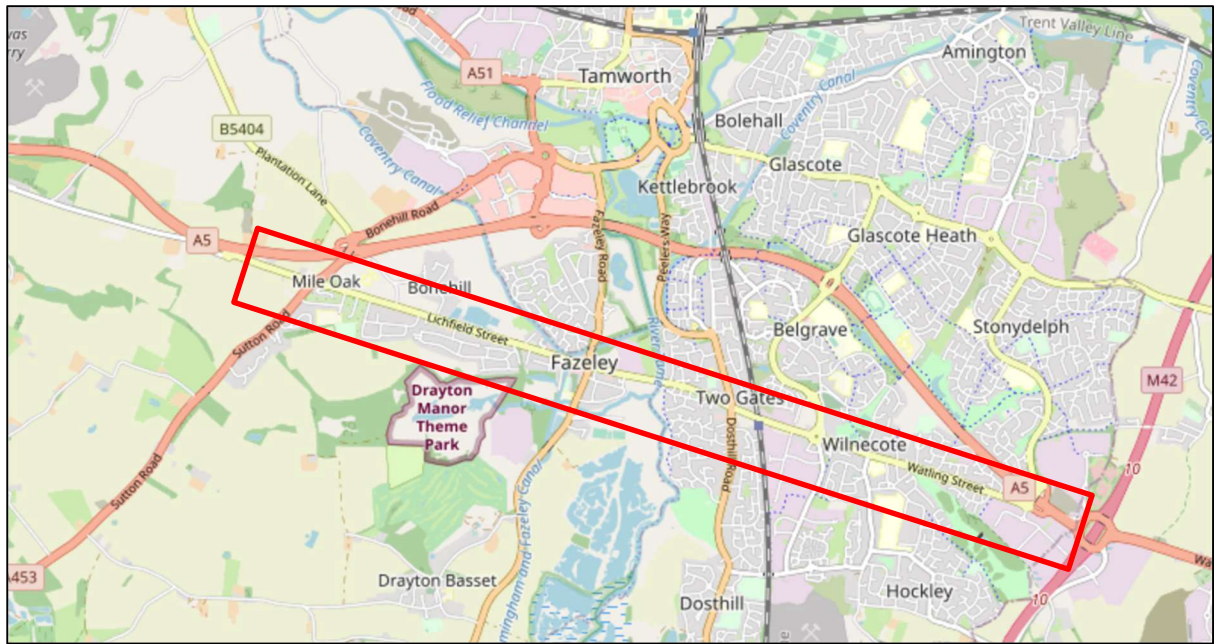 Trent Valley Line
Amington
Tamworth
A51
Coventry Canal
Flood Relief Channel
Coventry Canal
Bolehall
B5404
Plantation Lane
Coventry Canal
Glascote
Kettlebrook
Bonehill Road
Fazeley Road
Peelers Way
Glascote Heath
A5
Mile Oak
Bonehill
Lichfield Street
Belgrave
Stonydelph
Sutton Road
Fazeley
M42
Drayton
Manor
Theme
Park
Two Gates
Dosthill Road
Wilnecote
Watling Street
10
A5
Sutton Road
Drayton Basset
Hockley
Dosthill
10